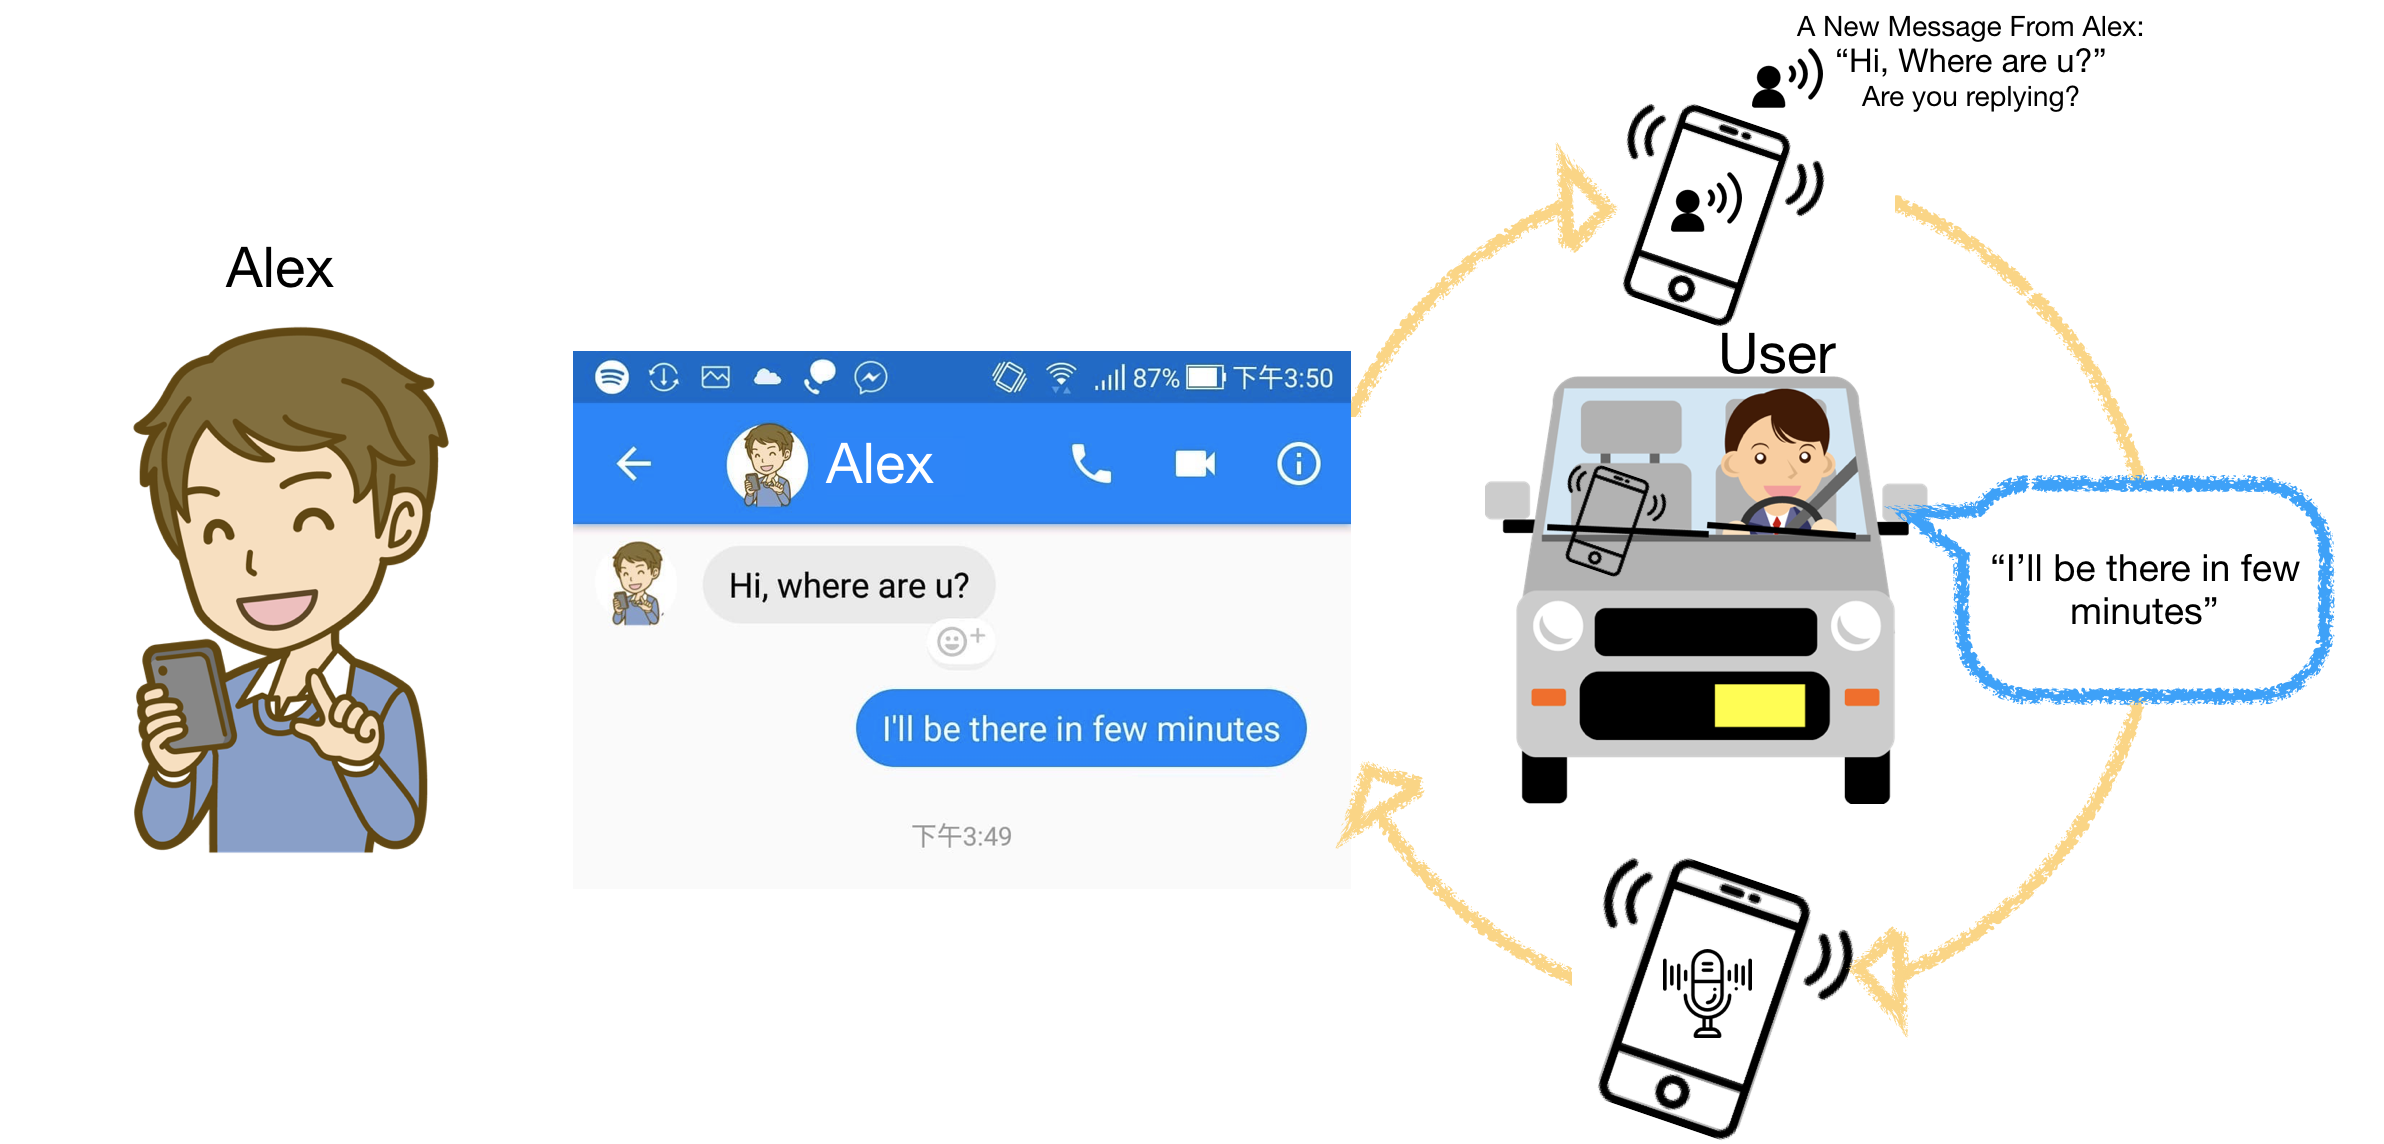 A New Message From Alex:
“Hi, Where are u?”
Are you replying?
Alex
User
87% 下午3:50
Alex
Hi, where are u?
I'll be there in few minutes
下午3:49
“I’ll be there in few
minutes”